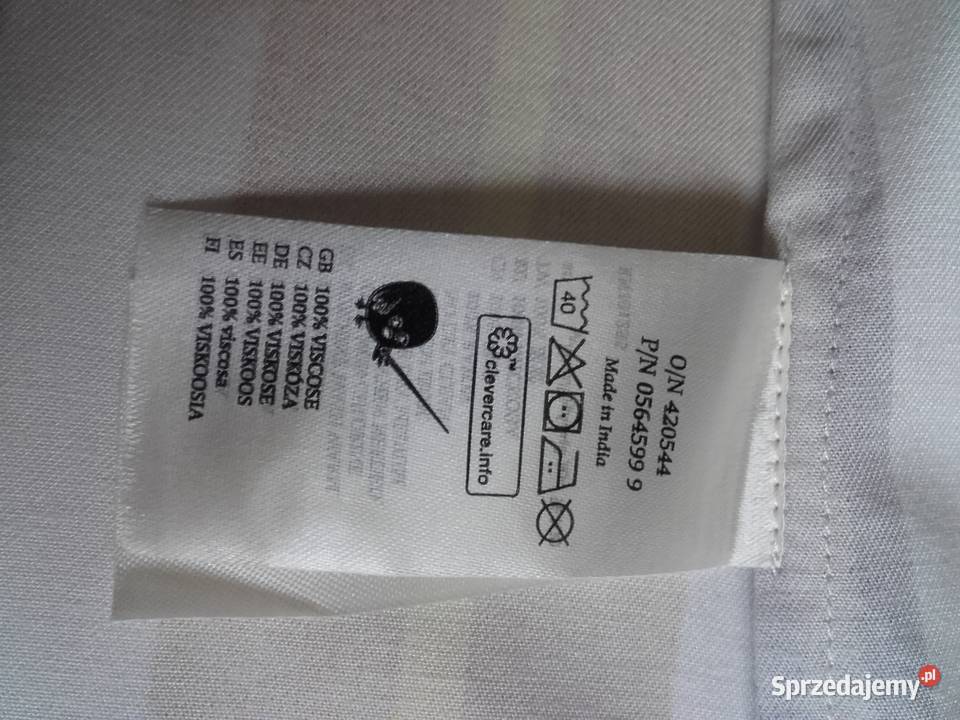 O/N 420544
P/N 0564599 9
Made in India
40
clevercare.info
GB 100% VISCOSE
CZ 100% VISKÓZA
DE 100% VISKOSE
EE 100% VISKOOS
ES 100% viscosa
FI 100% VISKOOSIA
Sprzedajemy.pl